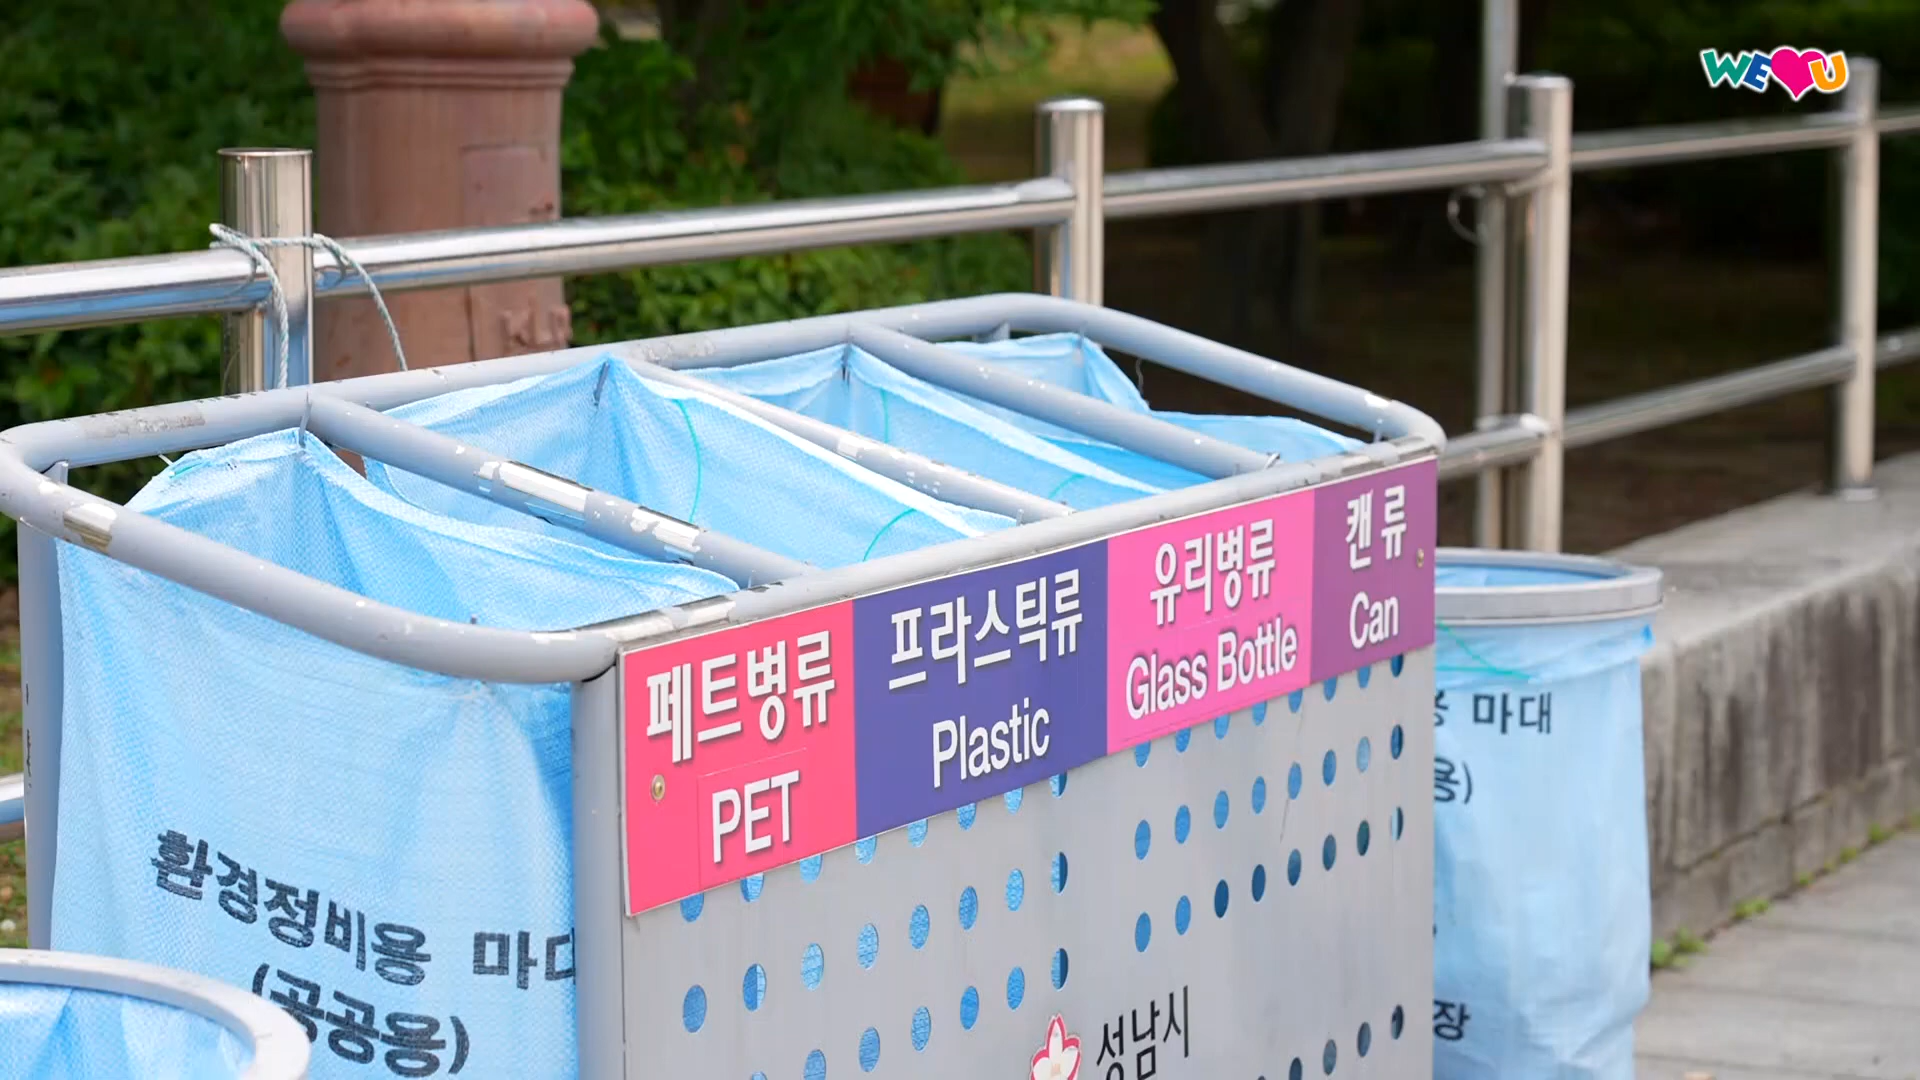 WE U
페트병류
PET
프라스틱류
Plastic
유리병류
Glass Bottle
캔류
Can
환경정비용 마대
(공공용)
성남시
마대